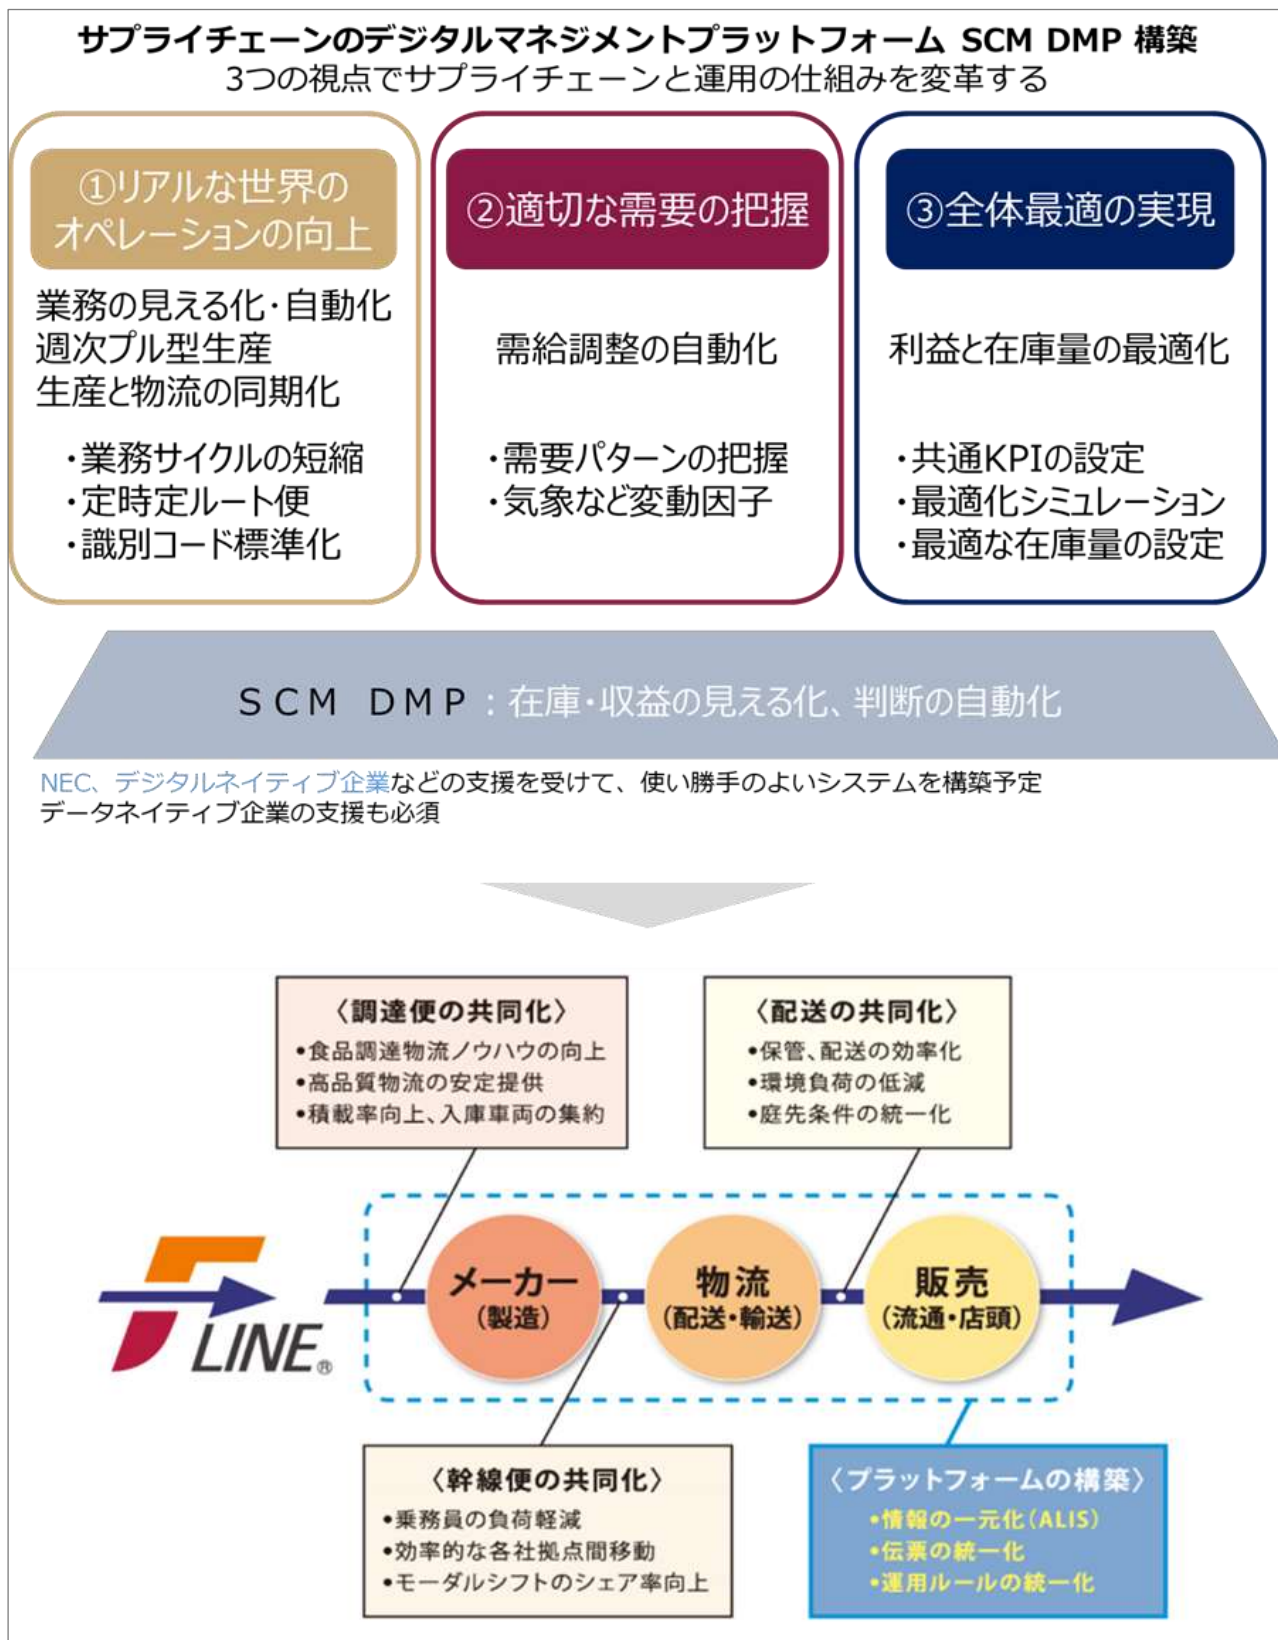 サプライチェーンのデジタルマネジメントプラットフォーム SCM DMP 構築
3つの視点でサプライチェーンと運用の仕組みを変革する
①リアルな世界の
オペレーションの向上
業務の見える化・自動化
週次プル型生産
生産と物流の同期化
・業務サイクルの短縮
・定時定ルート便
・識別コード標準化
②適切な需要の把握
需給調整の自動化
・需要パターンの把握
・気象など変動因子
③全体最適の実現
利益と在庫量の最適化
・共通KPIの設定
・最適化シミュレーション
・最適な在庫量の設定
SCM DMP：在庫・収益の見える化、判断の自動化
NEC、デジタルネイティブ企業などの支援を受けて、使い勝手のよいシステムを構築予定
データネイティブ企業の支援も必須
〈調達便の共同化〉
•食品調達物流ノウハウの向上
•高品質物流の安定提供
•積載率向上、入庫車両の集約
〈配送の共同化〉
•保管、配送の効率化
•環境負荷の低減
•庭先条件の統一化
F LINE®
メーカー
（製造）
物流
（配送・輸送）
販売
（流通・店頭）
〈幹線便の共同化〉
•乗務員の負荷軽減
•効率的な各社拠点間移動
•モーダルシフトのシェア率向上
〈プラットフォームの構築〉
•情報の一元化（ALIS）
•伝票の統一化
•運用ルールの統一化